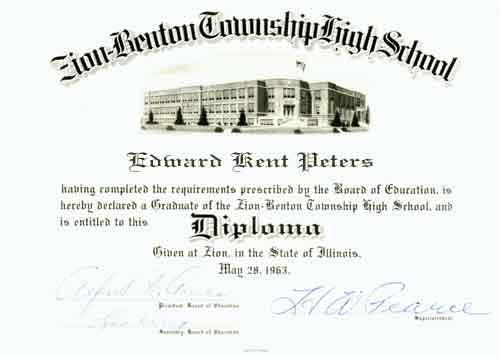 Zion-Benton Township High School
Edward Kent Peters
having completed the requirements prescribed by the Board of Education, is
hereby declared a Graduate of the Zion-Benton Township High School, and
is entitled to this Diploma
Given at Zion, in the State of Illinois,
May 28, 1963.
President Board of Education
H W Pearce
Superintendent
Secretary Board of Education